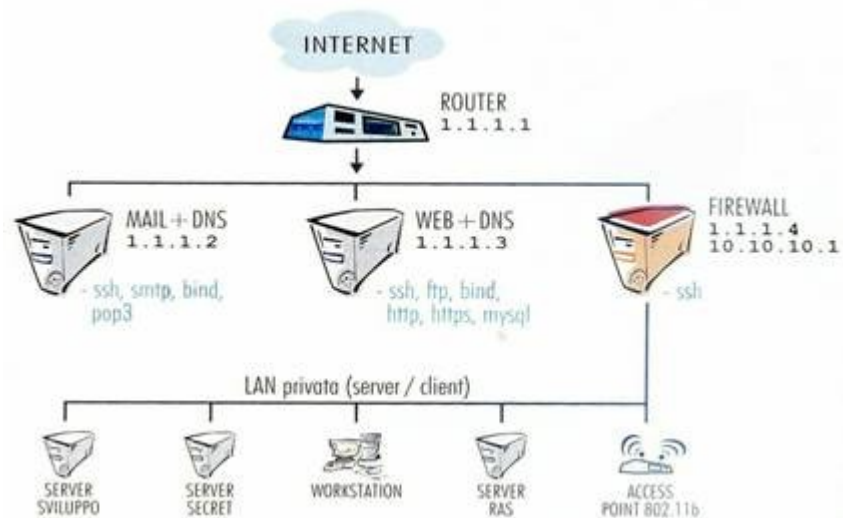 INTERNET
ROUTER
1.1.1.1
MAIL + DNS
1.1.1.2
- ssh, smtp, bind,
pop3
WEB + DNS
1.1.1.3
- ssh, ftp, bind,
http, https, mysql
FIREWALL
1.1.1.4
10.10.10.1
- ssh
LAN privata (server / client)
SERVER
SVILUPPO
SERVER
SECRET
WORKSTATION
SERVER
RAS
ACCESS
POINT 802.11b